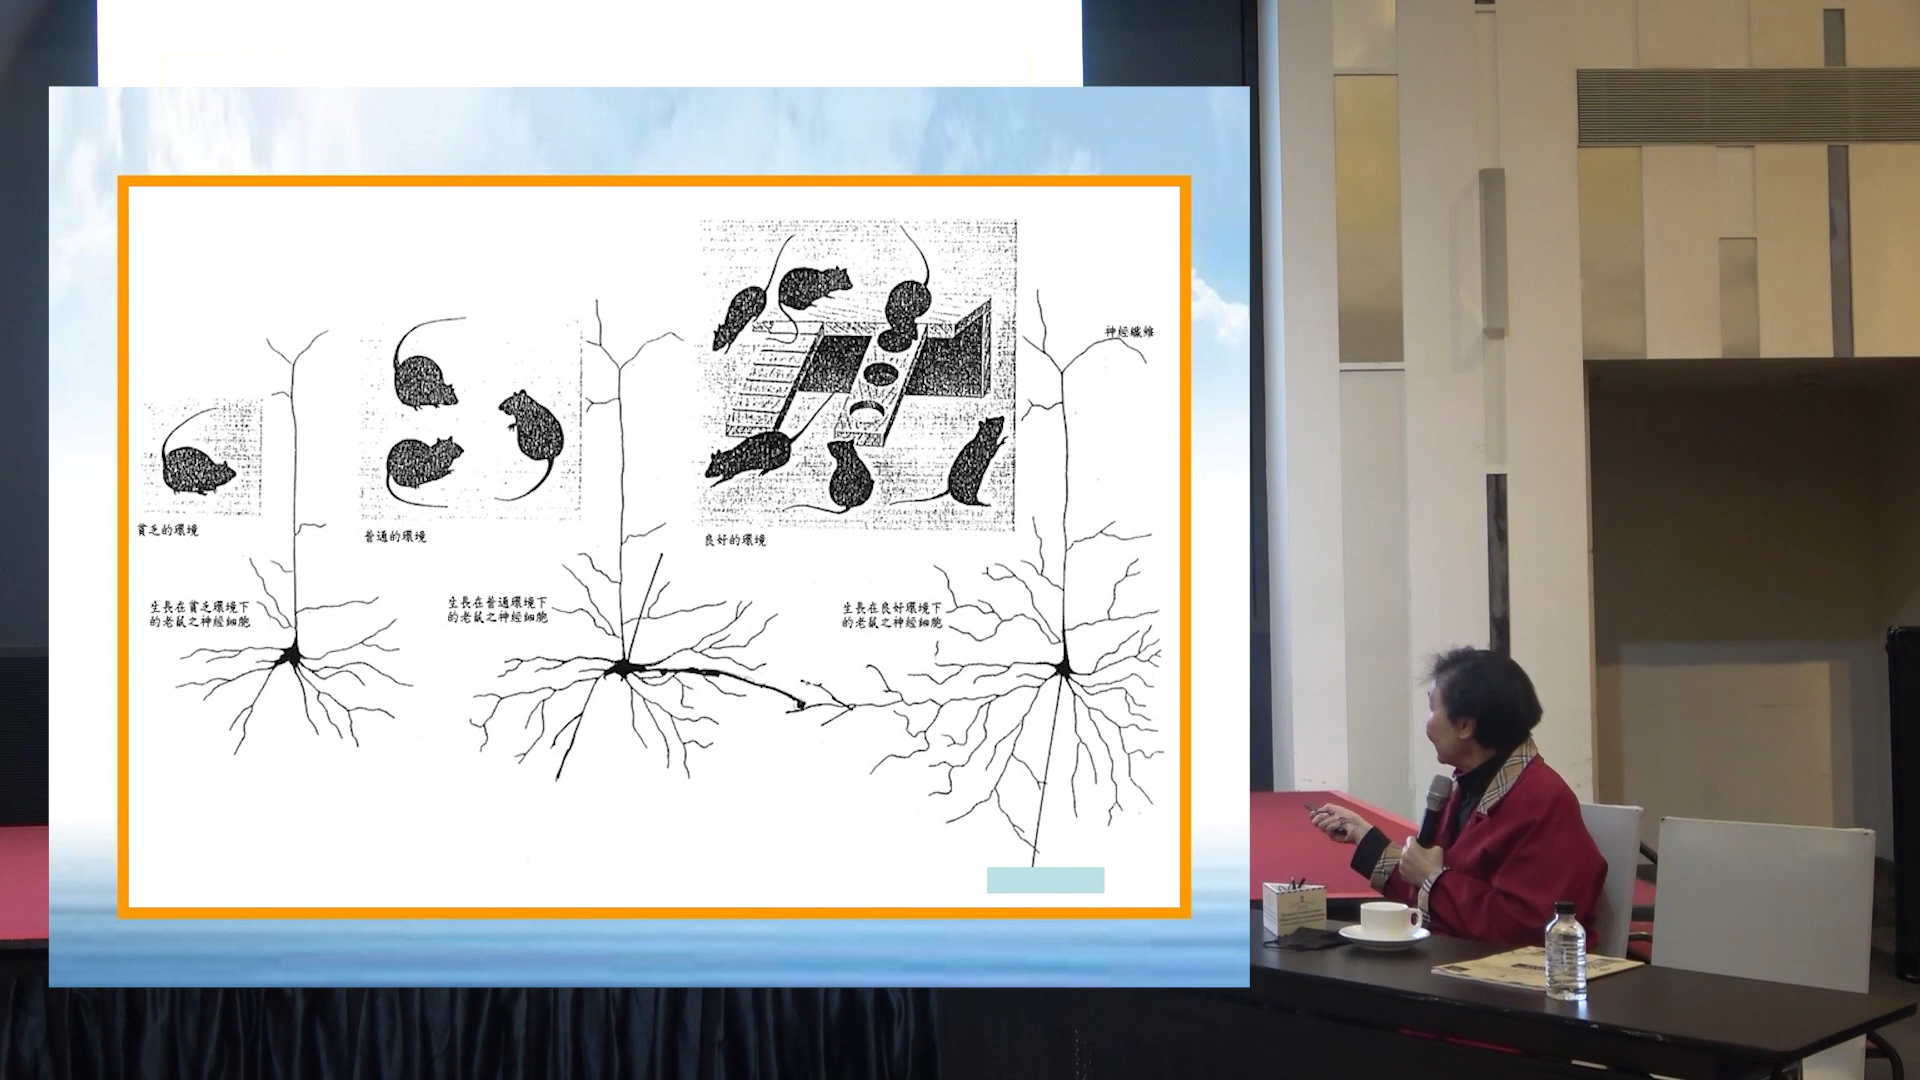 神經纖維
貧乏的環境
普通的環境
良好的環境
生長在貧乏環境下
的老鼠之神經細胞
生長在普通環境下
的老鼠之神經細胞
生長在良好環境下
的老鼠之神經細胞